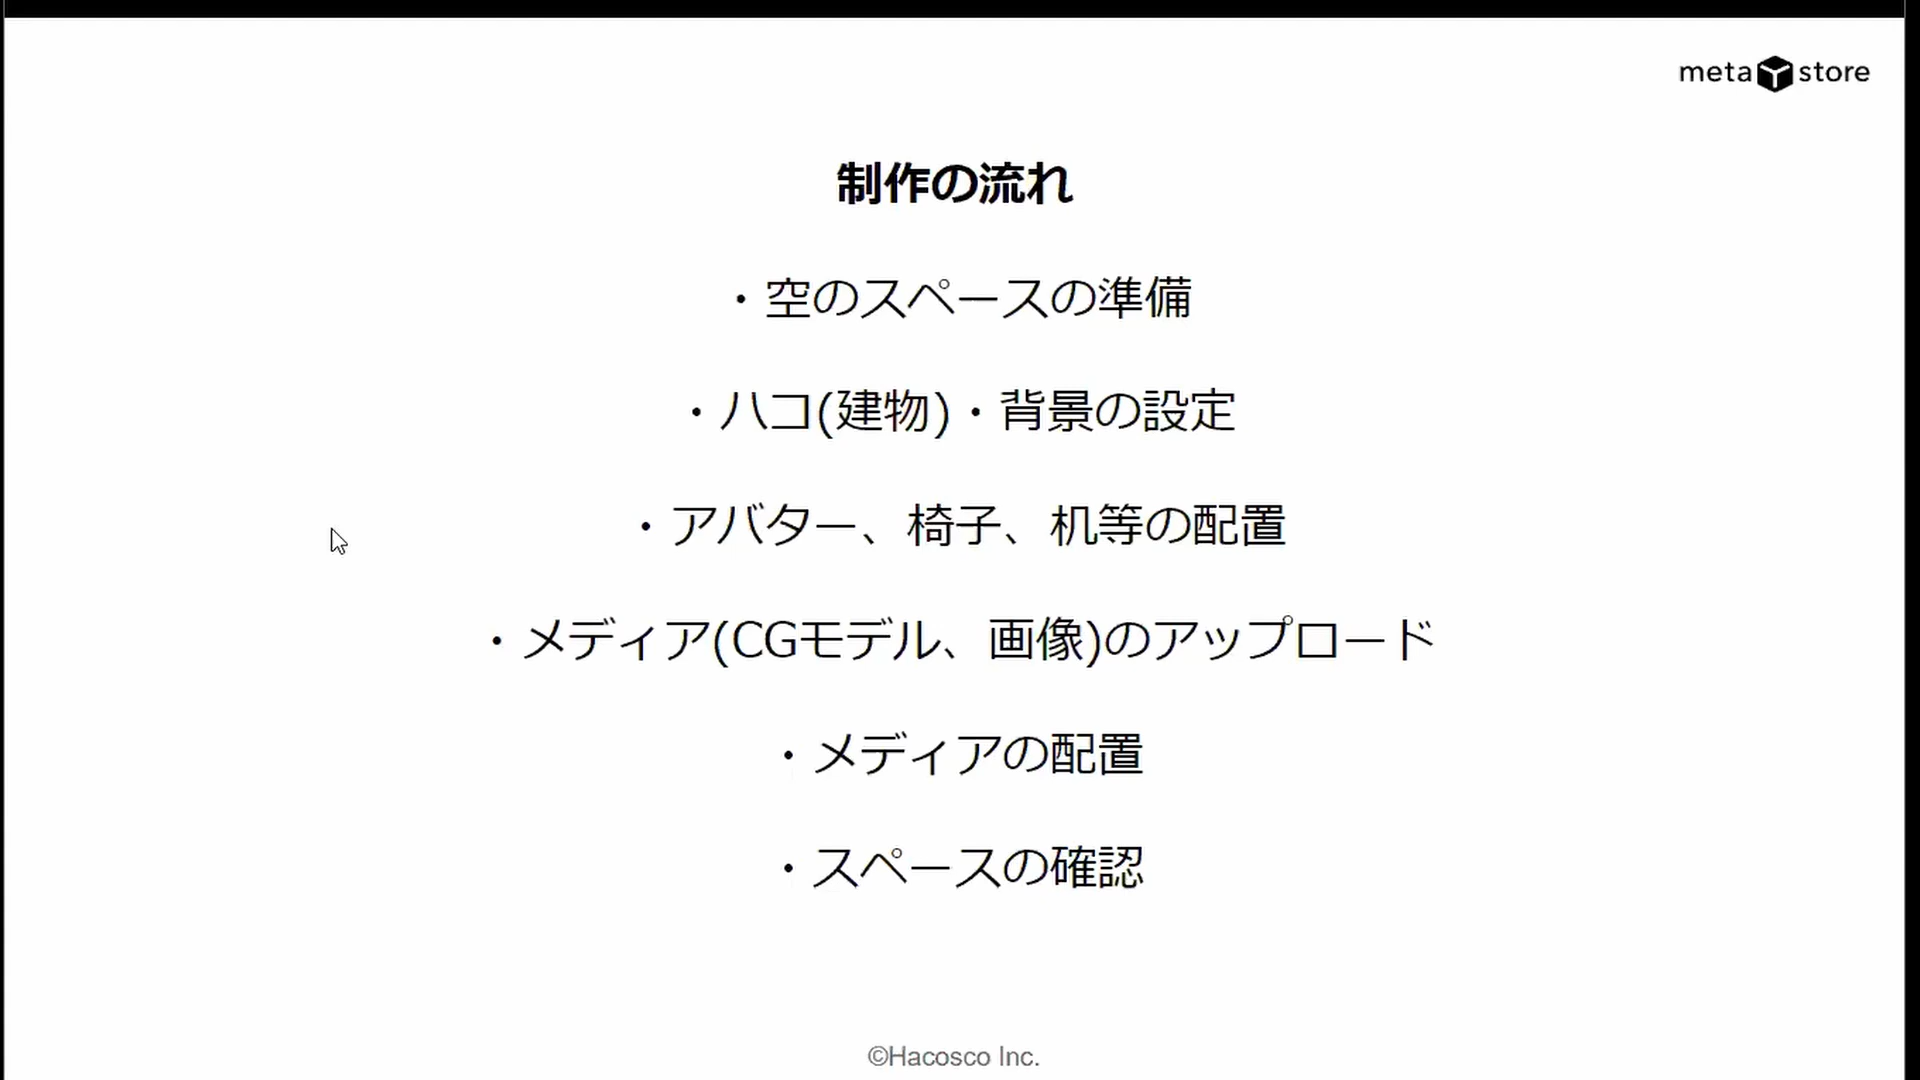 meta store
制作の流れ
・空のスペースの準備
・ハコ(建物)・背景の設定
・アバター、椅子、机等の配置
・メディア(CGモデル、画像)のアップロード
・メディアの配置
・スペースの確認
©Hacosco Inc.